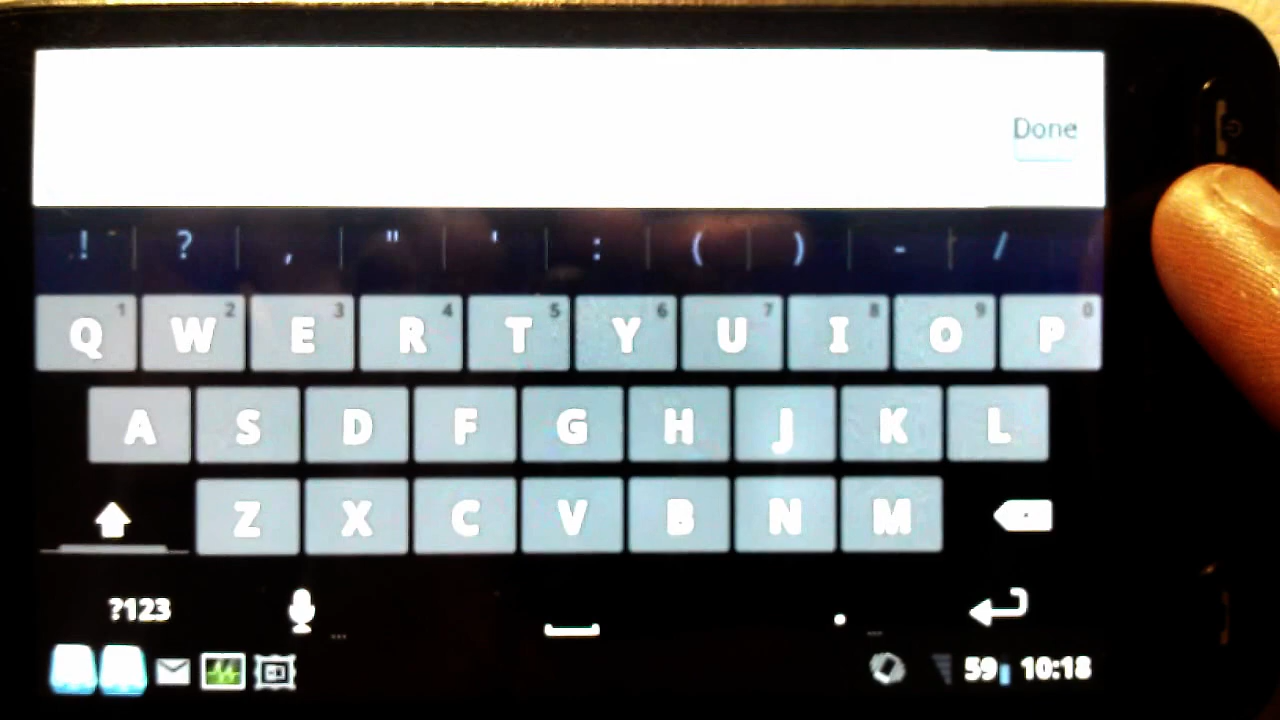 Done
! ? , " ' : ( ) - /
1 2 3 4 5 6 7 8 9 0
Q W E R T Y U I O P
A S D F G H J K L
Z X C V B N M
?123 ... . ...
59 10:18